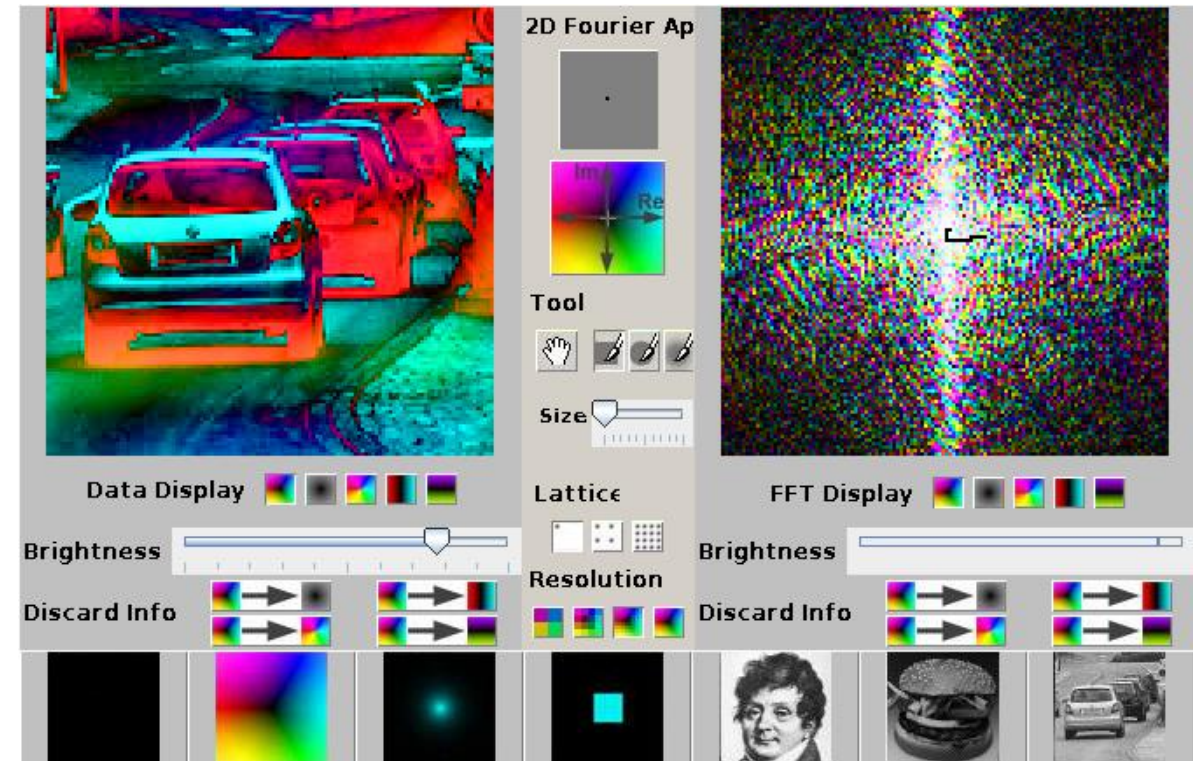 2D Fourier Ap
Im
Re
Tool
Size
Lattice
Resolution
Data Display
Brightness
Discard Info
FFT Display
Brightness
Discard Info